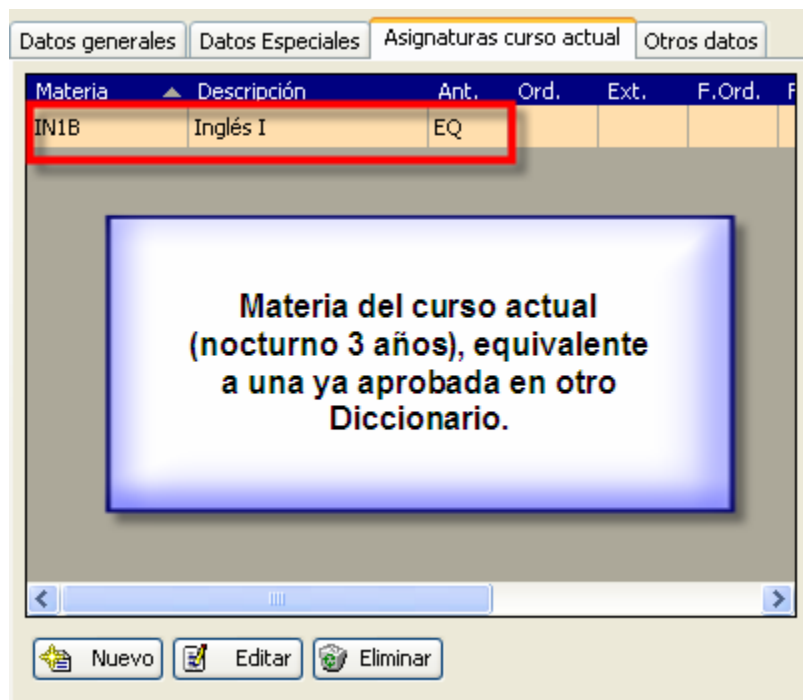 Datos generales Datos Especiales Asignaturas curso actual Otros datos
Materia Descripción Ant. Ord. Ext. F.Ord. F
IN1B Inglés I EQ
Materia del curso actual
(nocturno 3 años), equivalente
a una ya aprobada en otro
Diccionario.
Nuevo Editar Eliminar